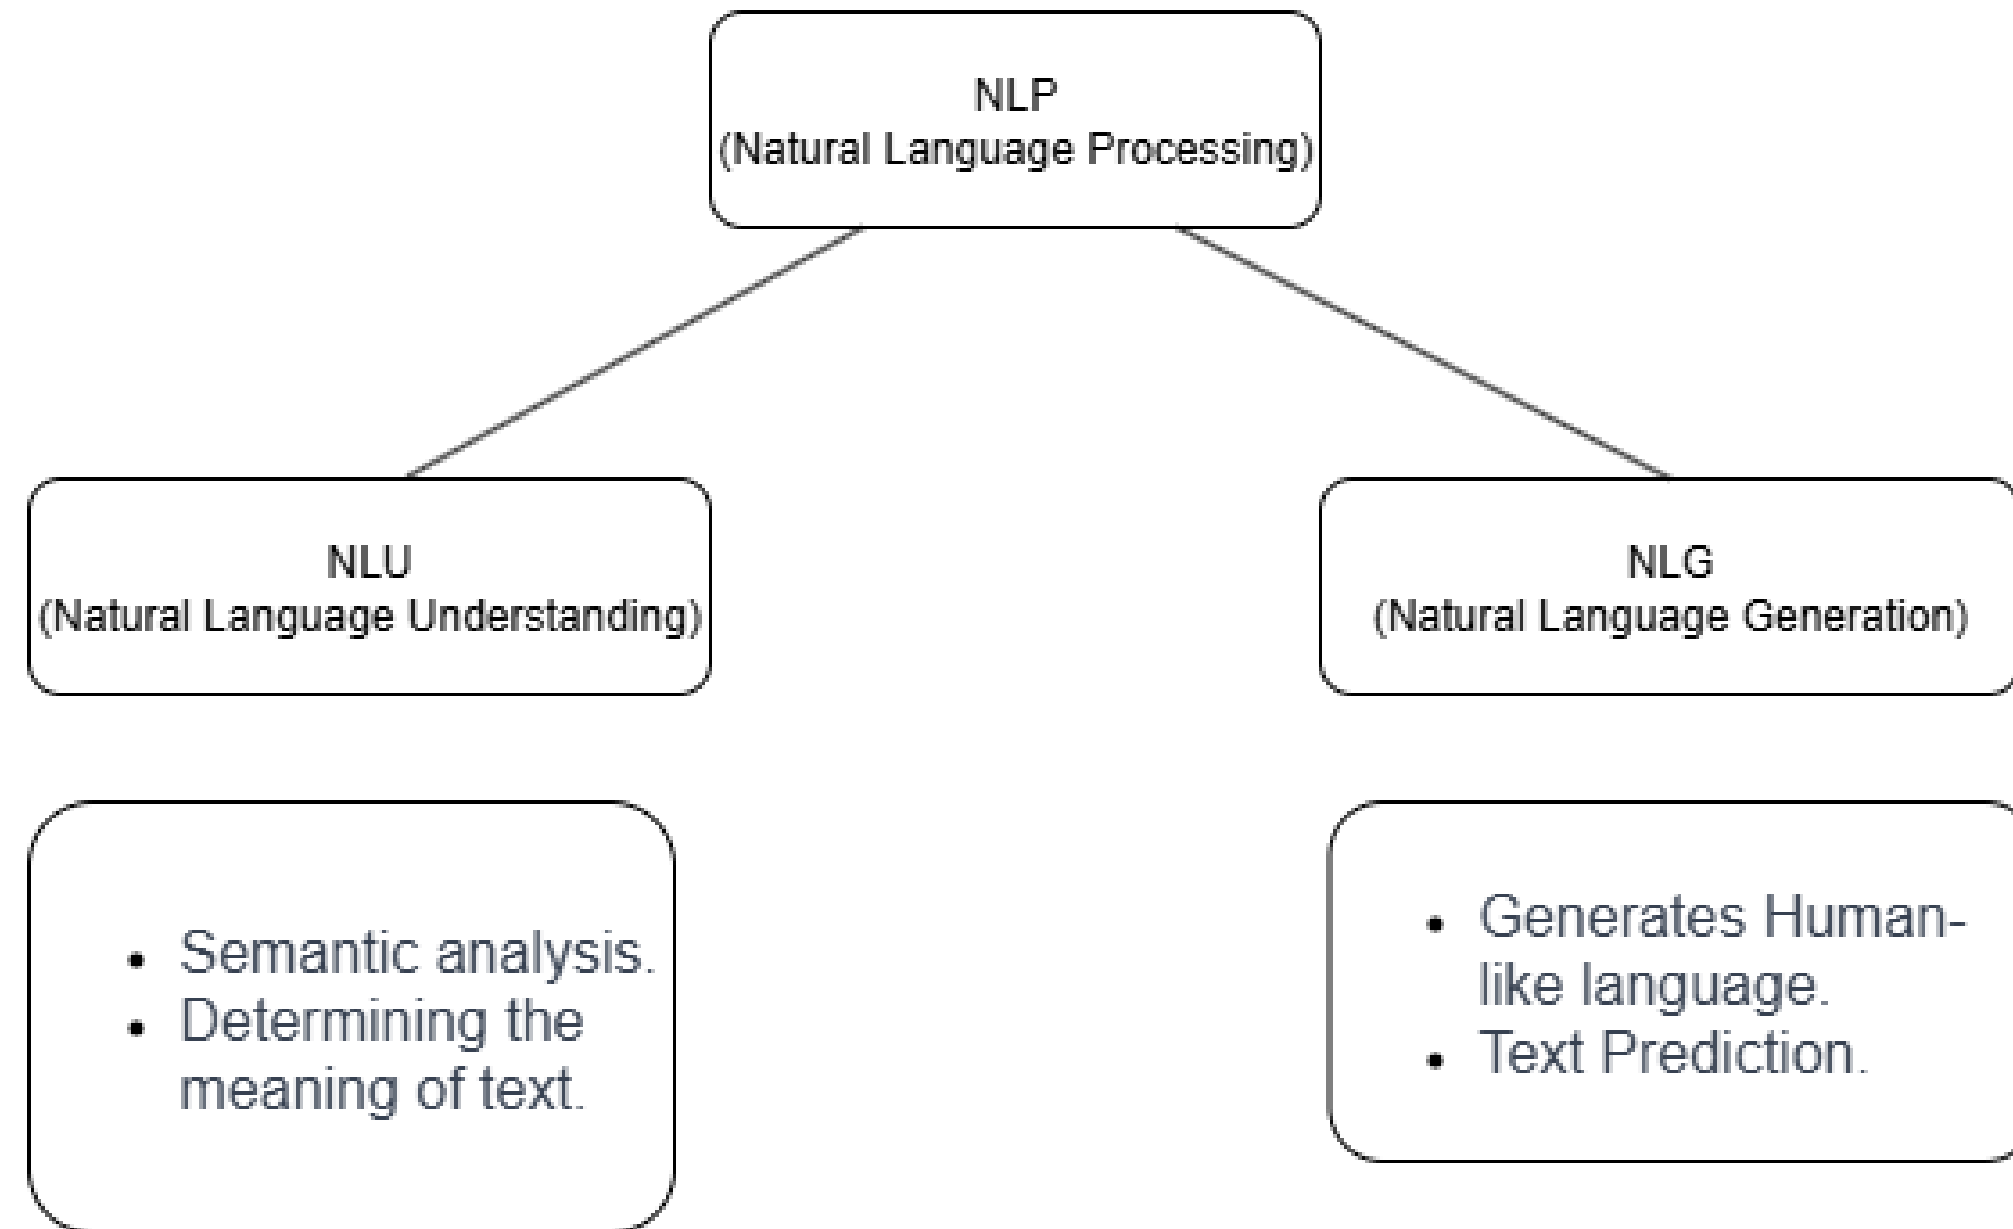 NLP
(Natural Language Processing)
NLU
(Natural Language Understanding)
NLG
(Natural Language Generation)
• Semantic analysis.
• Determining the
meaning of text.
• Generates Human-
like language.
• Text Prediction.